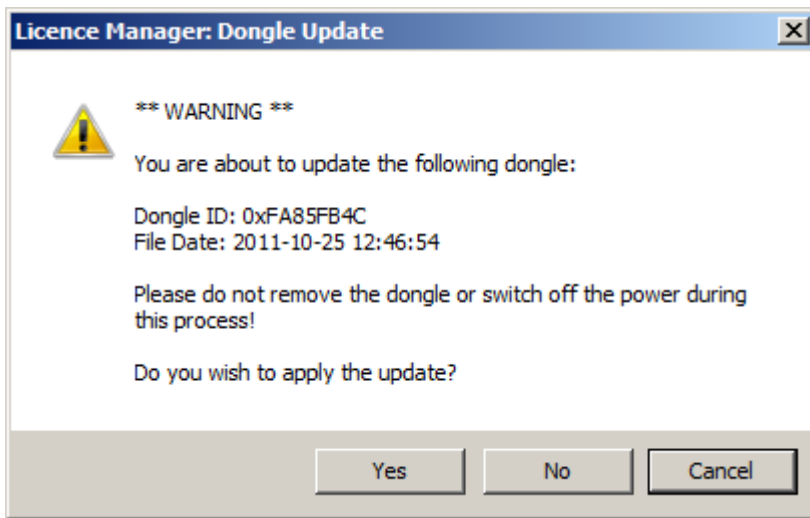 Licence Manager: Dongle Update
** WARNING **
You are about to update the following dongle:
Dongle ID: 0xFA85FB4C
File Date: 2011-10-25 12:46:54
Please do not remove the dongle or switch off the power during
this process!
Do you wish to apply the update?
Yes
No
Cancel